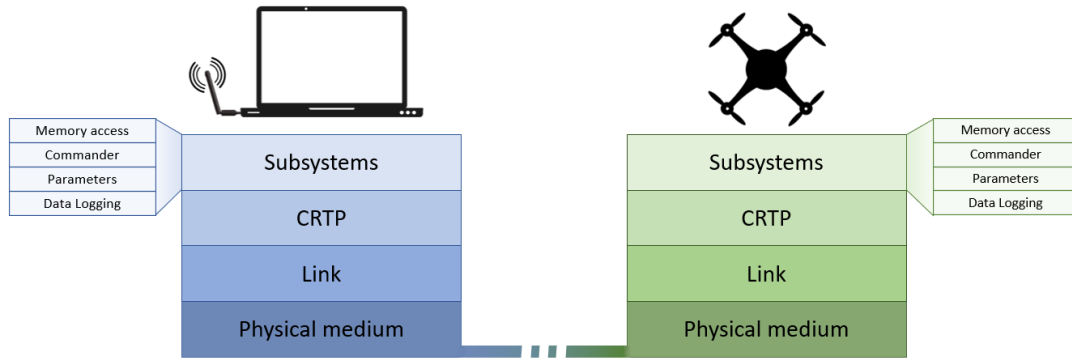 Memory access
Commander
Parameters
Data Logging
Subsystems
CRTP
Link
Physical medium
Subsystems
CRTP
Link
Physical medium
Memory access
Commander
Parameters
Data Logging